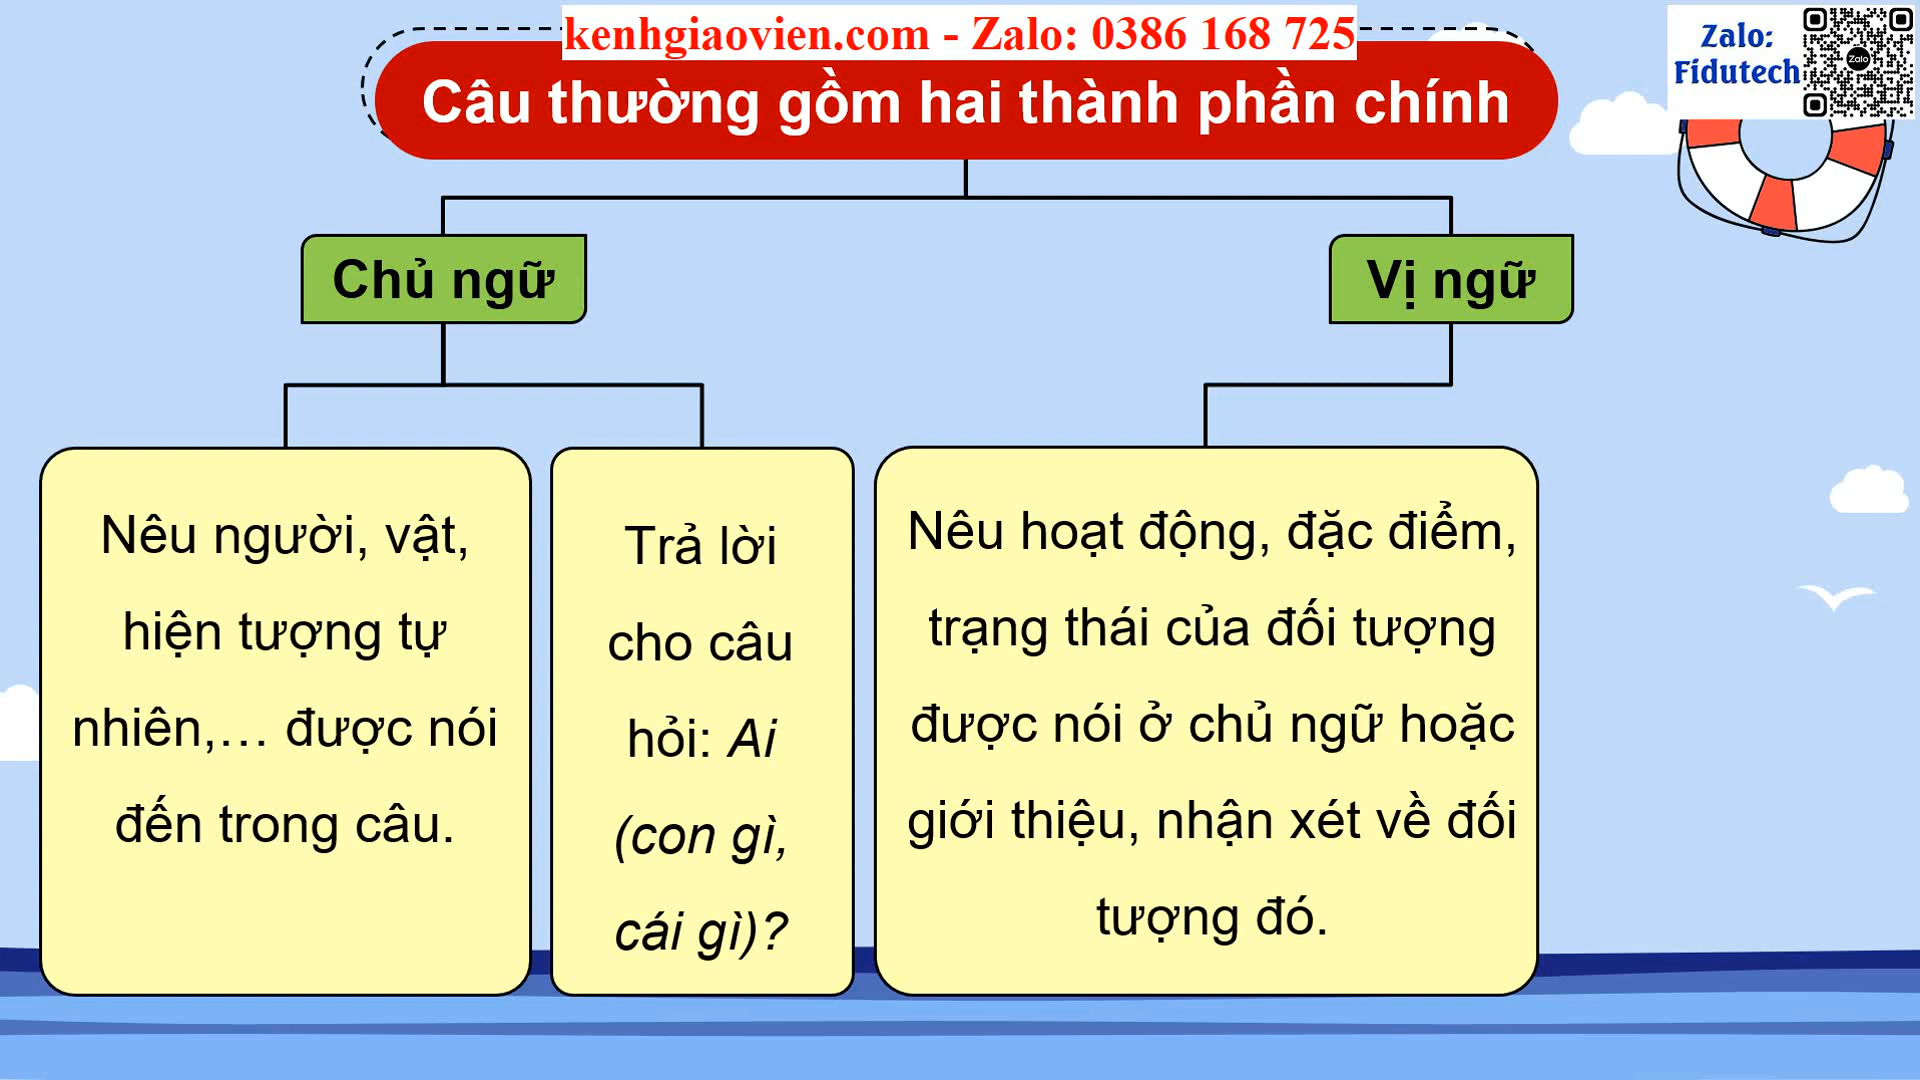 kenhgiaovien.com - Zalo: 0386 168 725
Zalo:
Fidutech
Zalo
Câu thường gồm hai thành phần chính
Chủ ngữ
Vị ngữ
Nêu người, vật,
hiện tượng tự
nhiên,… được nói
đến trong câu.
Trả lời
cho câu
hỏi: Ai
(con gì,
cái gì)?
Nêu hoạt động, đặc điểm,
trạng thái của đối tượng
được nói ở chủ ngữ hoặc
giới thiệu, nhận xét về đối
tượng đó.